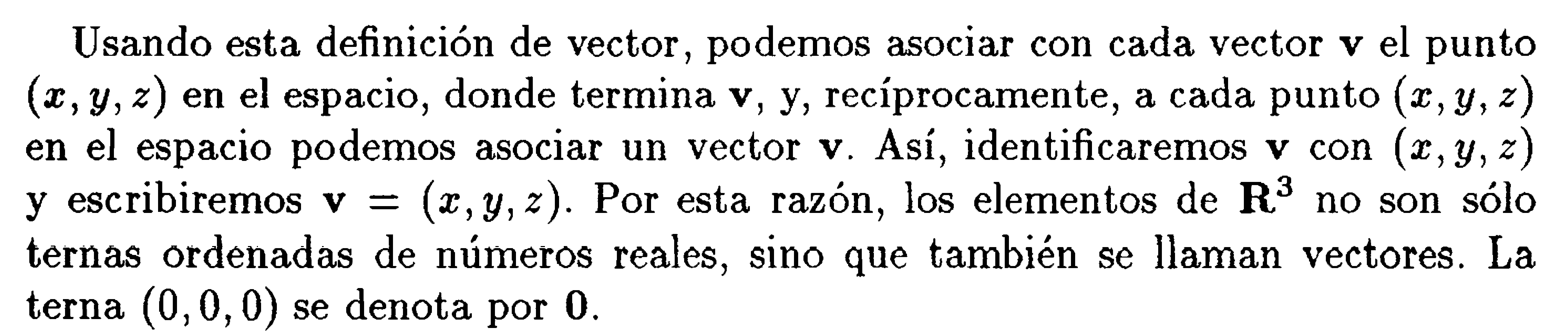 Usando esta definición de vector, podemos asociar con cada vector v el punto
(x, y, z) en el espacio, donde termina v, y, recíprocamente, a cada punto (x, y, z)
en el espacio podemos asociar un vector v. Así, identificaremos v con (x, y, z)
y escribiremos v = (x, y, z). Por esta razón, los elementos de R³ no son sólo
ternas ordenadas de números reales, sino que también se llaman vectores. La
terna (0, 0, 0) se denota por 0.